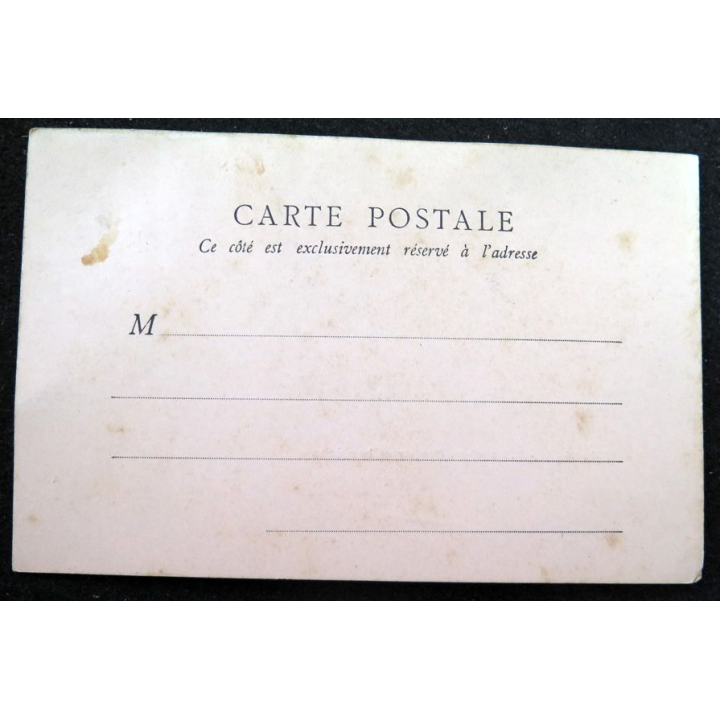 CARTE POSTALE
Ce côté est exclusivement réservé à l'adresse
M